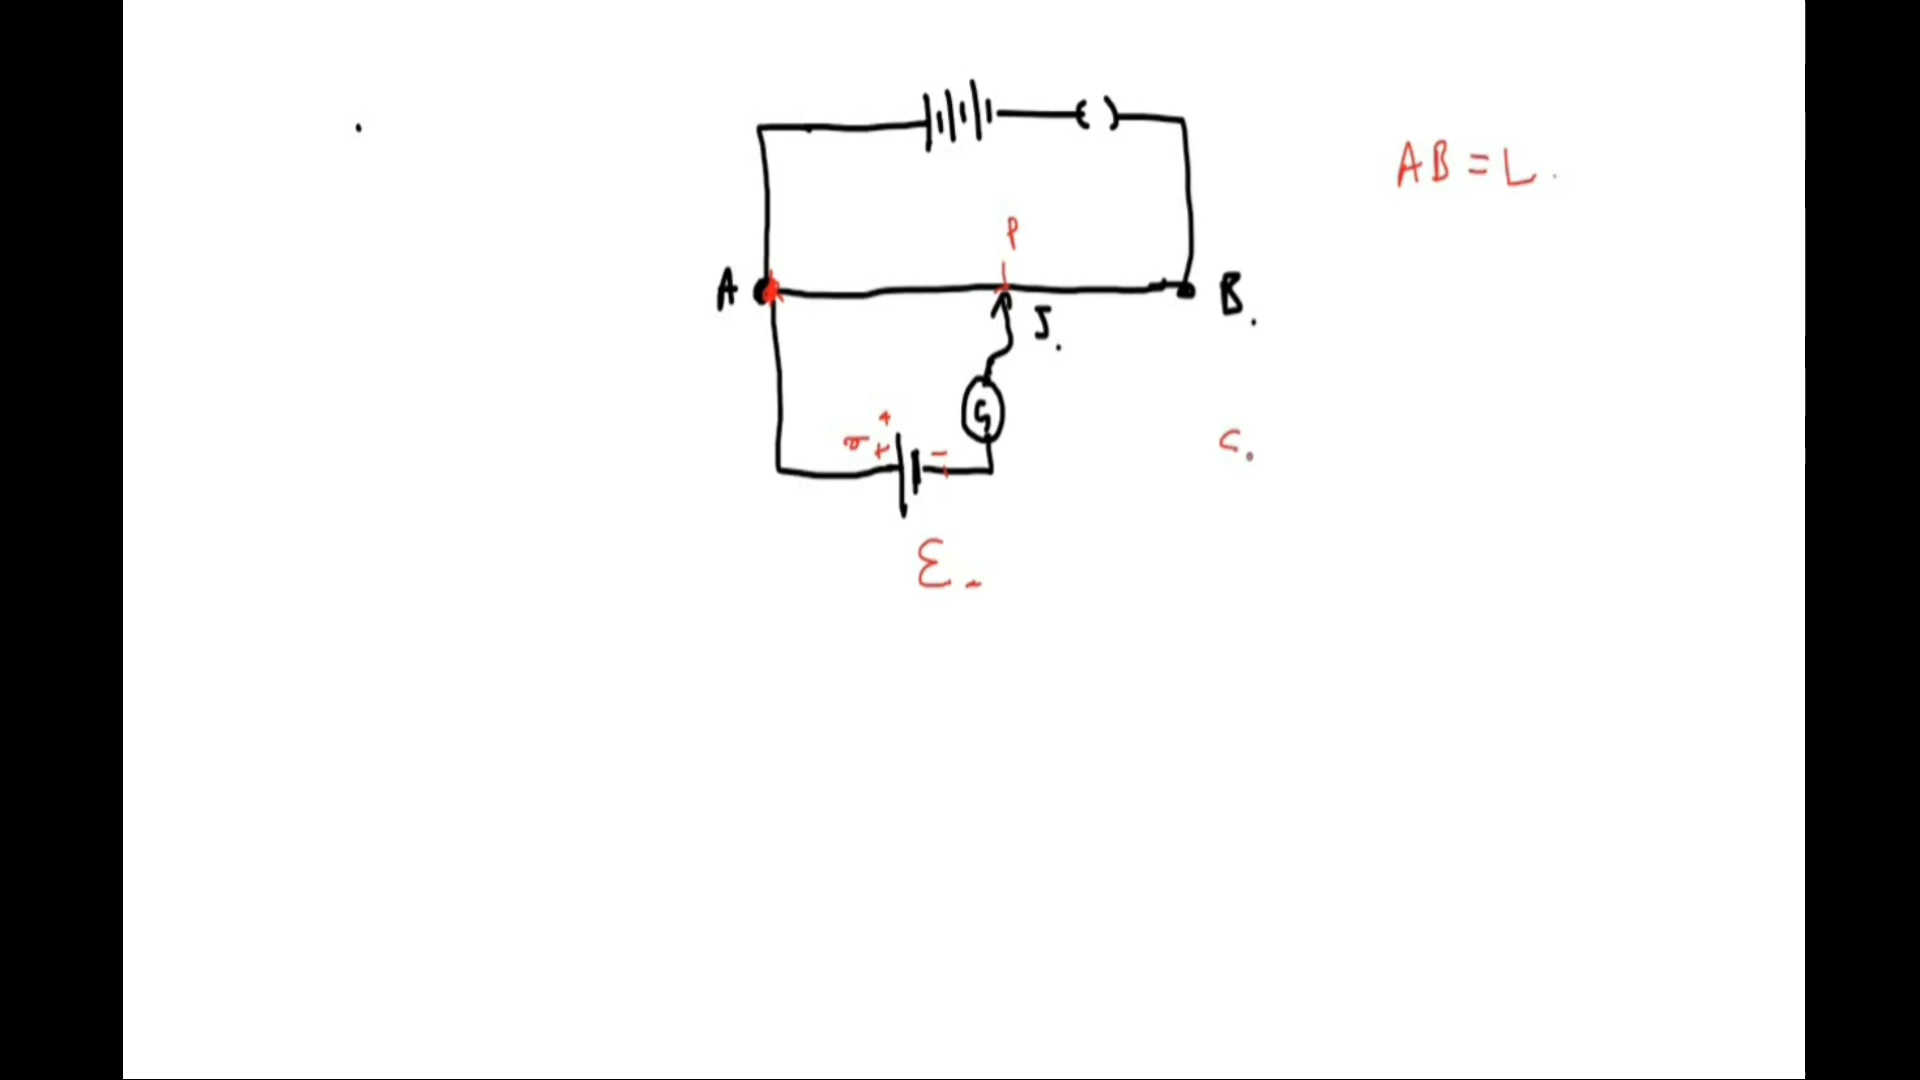 AB = L.
P
A
B.
J.
G
+
+
-
ε